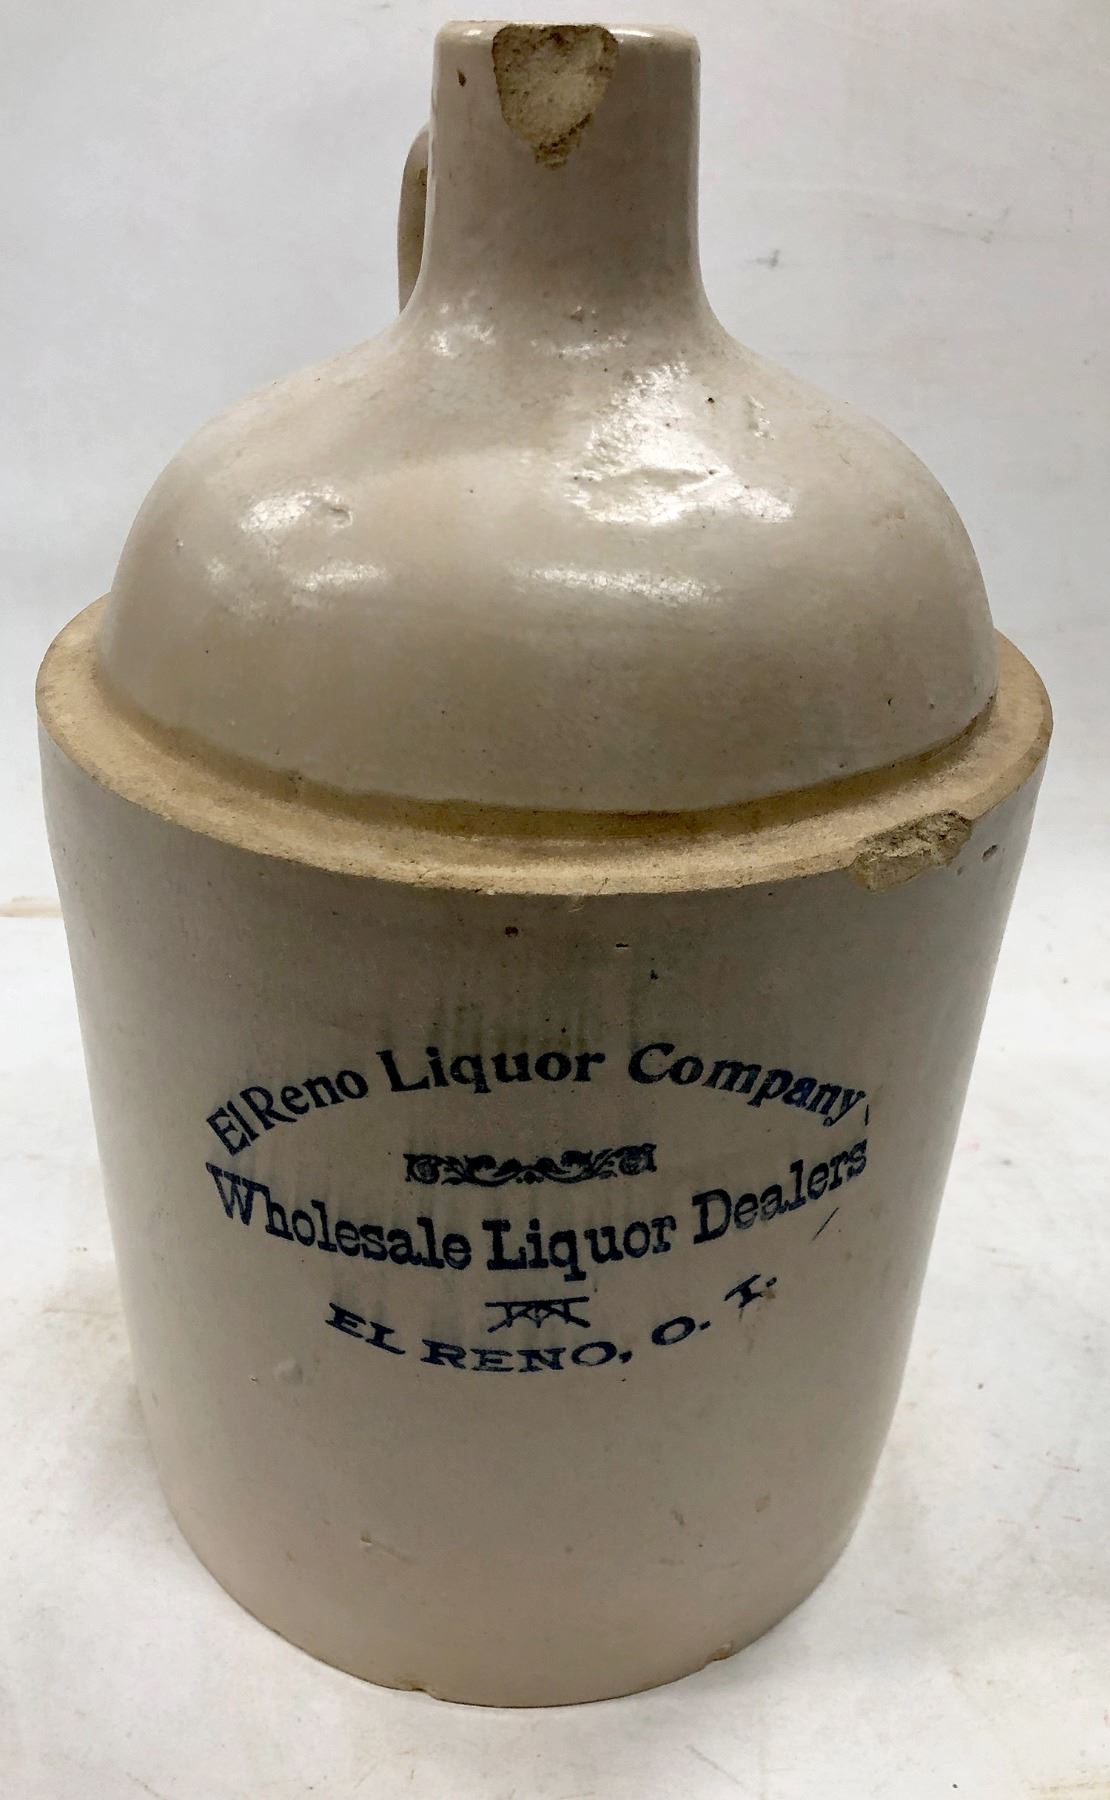 El Reno Liquor Company,
Wholesale Liquor Dealers
EL RENO, O. T.